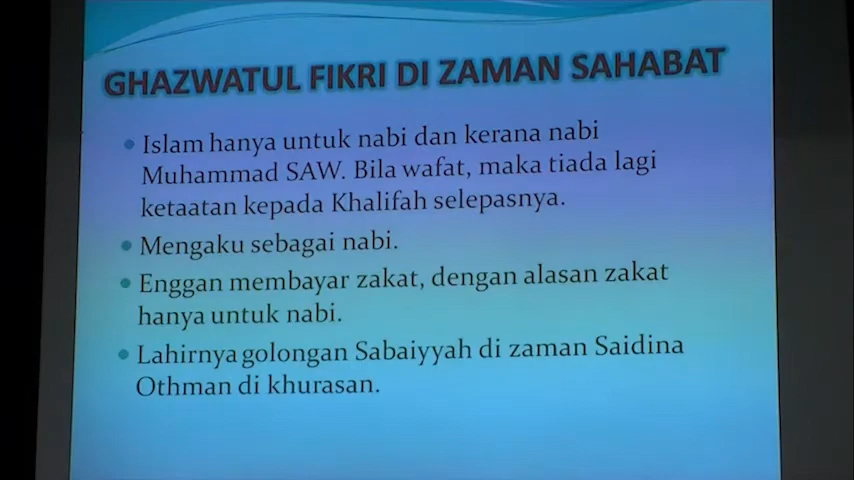 GHAZWATUL FIKRI DI ZAMAN SAHABAT
• Islam hanya untuk nabi dan kerana nabi
Muhammad SAW. Bila wafat, maka tiada lagi
ketaatan kepada Khalifah selepasnya.
• Mengaku sebagai nabi.
• Enggan membayar zakat, dengan alasan zakat
hanya untuk nabi.
• Lahirnya golongan Sabaiyyah di zaman Saidina
Othman di khurasan.